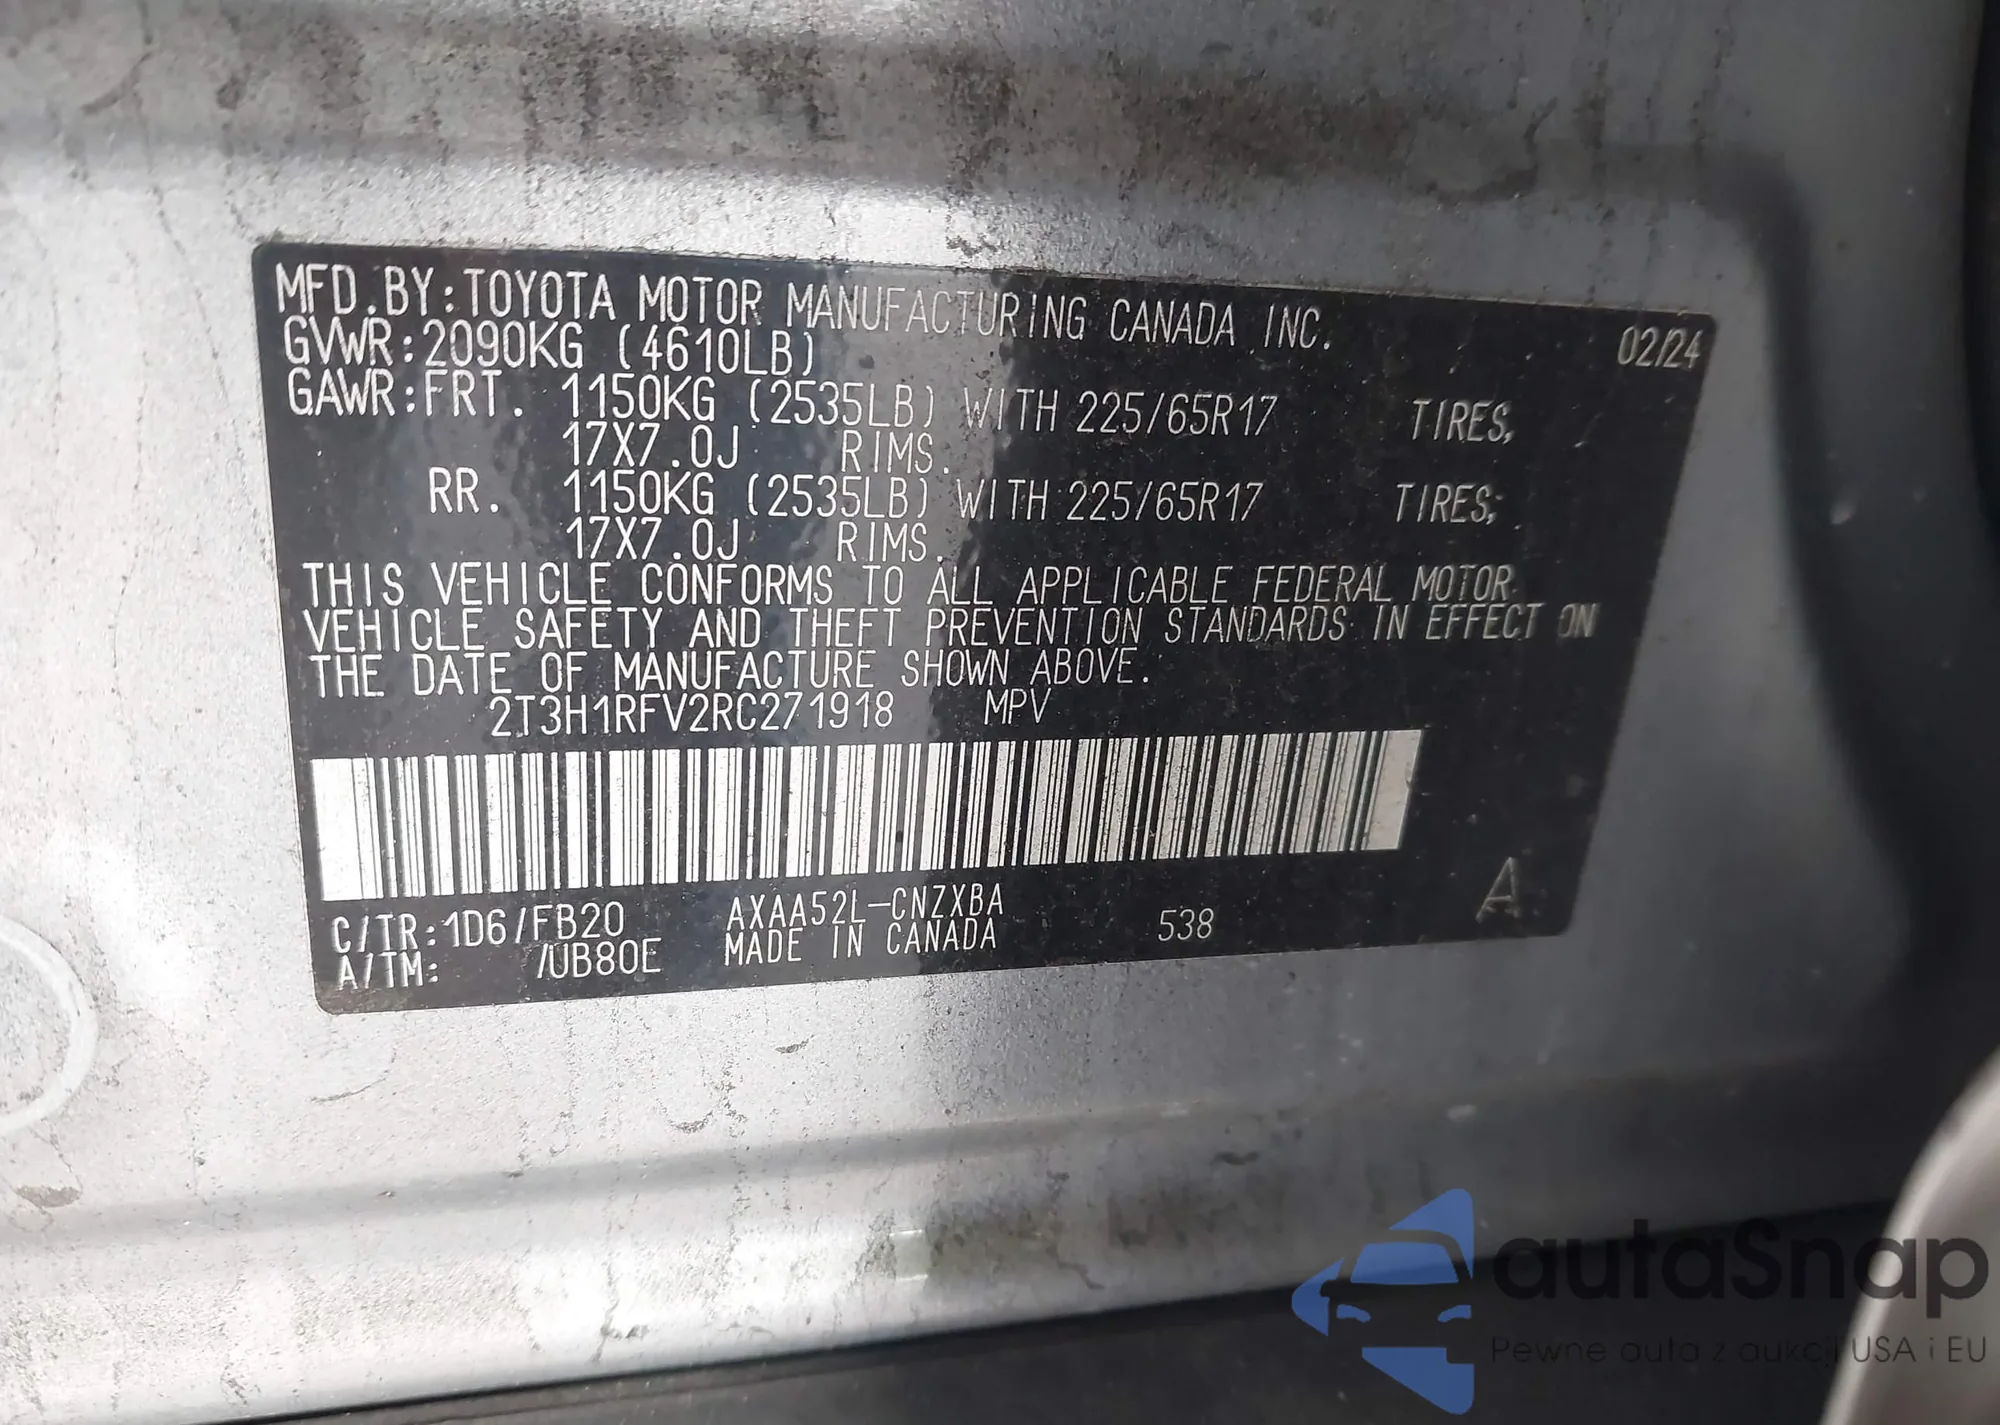 MFD.BY:TOYOTA MOTOR MANUFACTURING CANADA INC. 02/24
GVWR:2090KG (4610LB)
GAWR:FRT. 1150KG (2535LB) WITH 225/65R17 TIRES,
17X7.0J RIMS.
RR. 1150KG (2535LB) WITH 225/65R17 TIRES;
17X7.0J RIMS.
THIS VEHICLE CONFORMS TO ALL APPLICABLE FEDERAL MOTOR
VEHICLE SAFETY AND THEFT PREVENTION STANDARDS IN EFFECT ON
THE DATE OF MANUFACTURE SHOWN ABOVE.
2T3H1RFV2RC271918 MPV
C/TR:1D6/FB20 AXAA52L-CNZXBA 538 A
A/TM: /UB80E MADE IN CANADA
autoSnap
Pewne auta z aukcji USA i EU